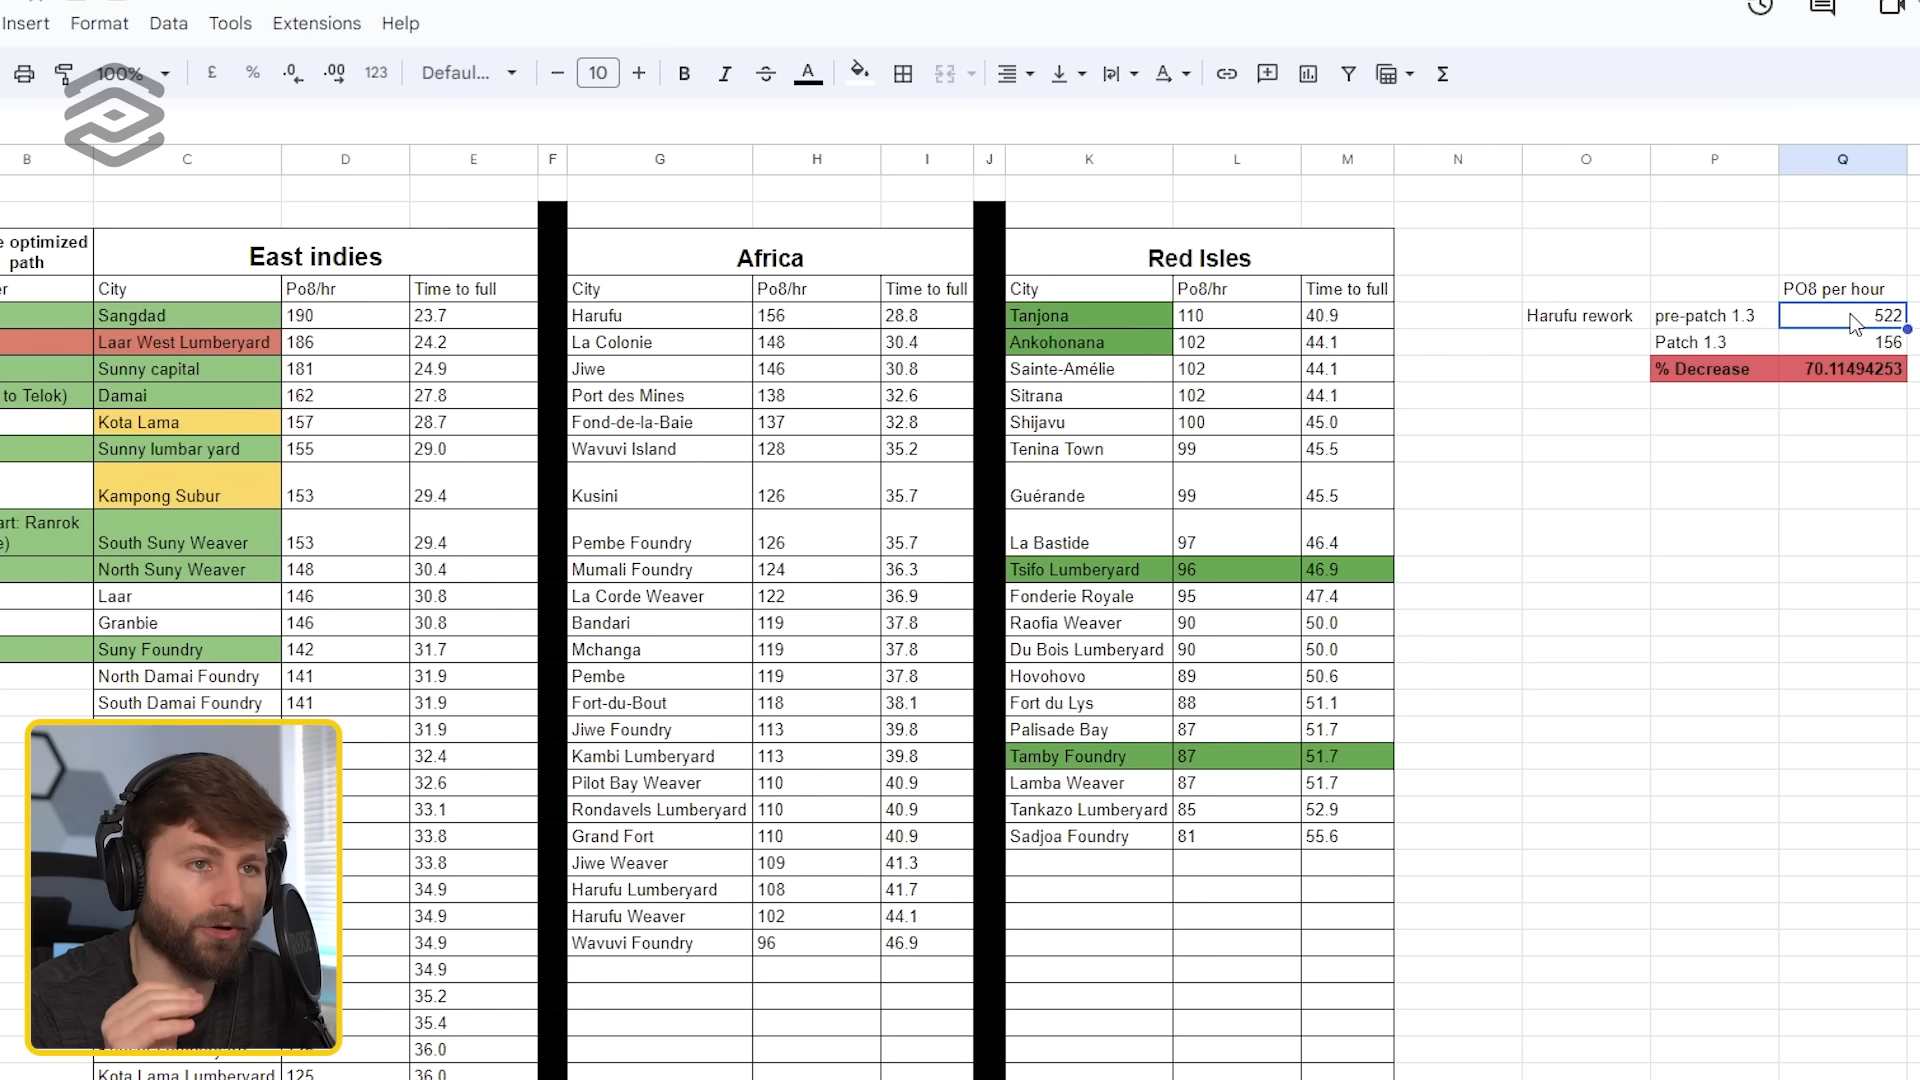 Insert Format Data Tools Extensions Help
100% £ % .0 .00 123 Defaul... − 10 + B I S A Σ
B C D E F G H I J K L M N O P Q
e optimized
path
East indies Africa Red Isles
r City Po8/hr Time to full City Po8/hr Time to full City Po8/hr Time to full PO8 per hour
Sangdad 190 23.7 Harufu 156 28.8 Tanjona 110 40.9 Harufu rework pre-patch 1.3 522
Laar West Lumberyard 186 24.2 La Colonie 148 30.4 Ankohonana 102 44.1 Patch 1.3 156
Sunny capital 181 24.9 Jiwe 146 30.8 Sainte-Amélie 102 44.1 % Decrease 70.11494253
to Telok) Damai 162 27.8 Port des Mines 138 32.6 Sitrana 102 44.1
Kota Lama 157 28.7 Fond-de-la-Baie 137 32.8 Shijavu 100 45.0
Sunny lumbar yard 155 29.0 Wavuvi Island 128 35.2 Tenina Town 99 45.5
Kampong Subur 153 29.4 Kusini 126 35.7 Guérande 99 45.5
art: Ranrok
e) South Suny Weaver 153 29.4 Pembe Foundry 126 35.7 La Bastide 97 46.4
North Suny Weaver 148 30.4 Mumali Foundry 124 36.3 Tsifo Lumberyard 96 46.9
Laar 146 30.8 La Corde Weaver 122 36.9 Fonderie Royale 95 47.4
Granbie 146 30.8 Bandari 119 37.8 Raofia Weaver 90 50.0
Suny Foundry 142 31.7 Mchanga 119 37.8 Du Bois Lumberyard 90 50.0
North Damai Foundry 141 31.9 Pembe 119 37.8 Hovohovo 89 50.6
South Damai Foundry 141 31.9 Fort-du-Bout 118 38.1 Fort du Lys 88 51.1
31.9 Jiwe Foundry 113 39.8 Palisade Bay 87 51.7
32.4 Kambi Lumberyard 113 39.8 Tamby Foundry 87 51.7
32.6 Pilot Bay Weaver 110 40.9 Lamba Weaver 87 51.7
33.1 Rondavels Lumberyard 110 40.9 Tankazo Lumberyard 85 52.9
33.8 Grand Fort 110 40.9 Sadjoa Foundry 81 55.6
33.8 Jiwe Weaver 109 41.3
34.9 Harufu Lumberyard 108 41.7
34.9 Harufu Weaver 102 44.1
34.9 Wavuvi Foundry 96 46.9
34.9
35.2
35.4
36.0
Kota Lama Lumberyard 125 36.0